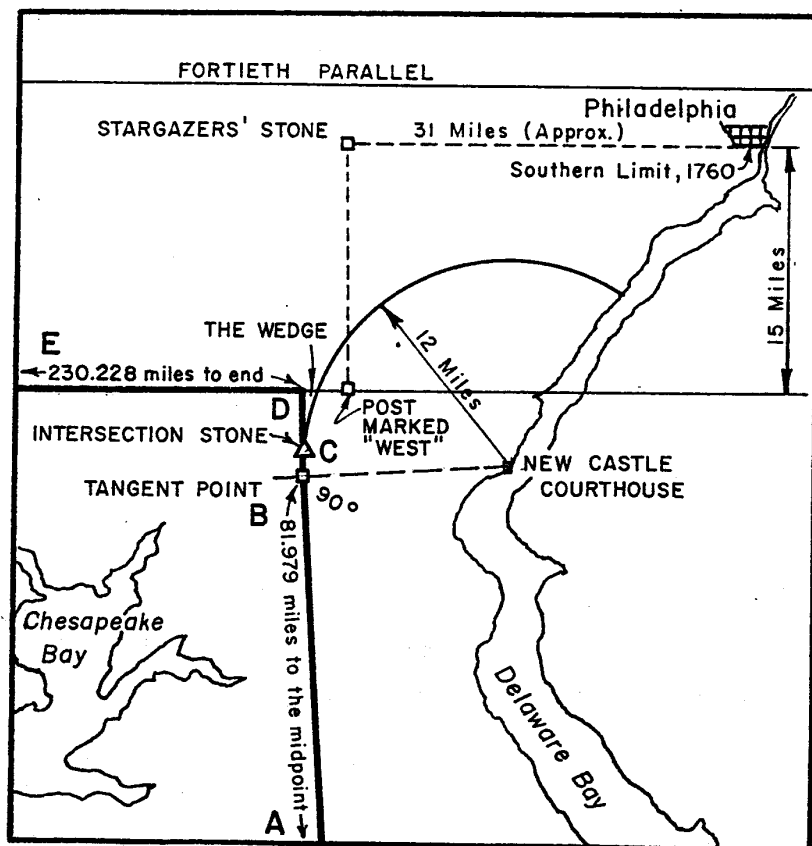 FORTIETH PARALLEL
Philadelphia
STARGAZERS' STONE
31 Miles (Approx.)
Southern Limit, 1760
15 Miles
THE WEDGE
12 Miles
E
230.228 miles to end
D
POST
MARKED
"WEST"
INTERSECTION STONE
C
NEW CASTLE
COURTHOUSE
TANGENT POINT
B
90°
81.979 miles to the midpoint
Chesapeake
Bay
Delaware Bay
A